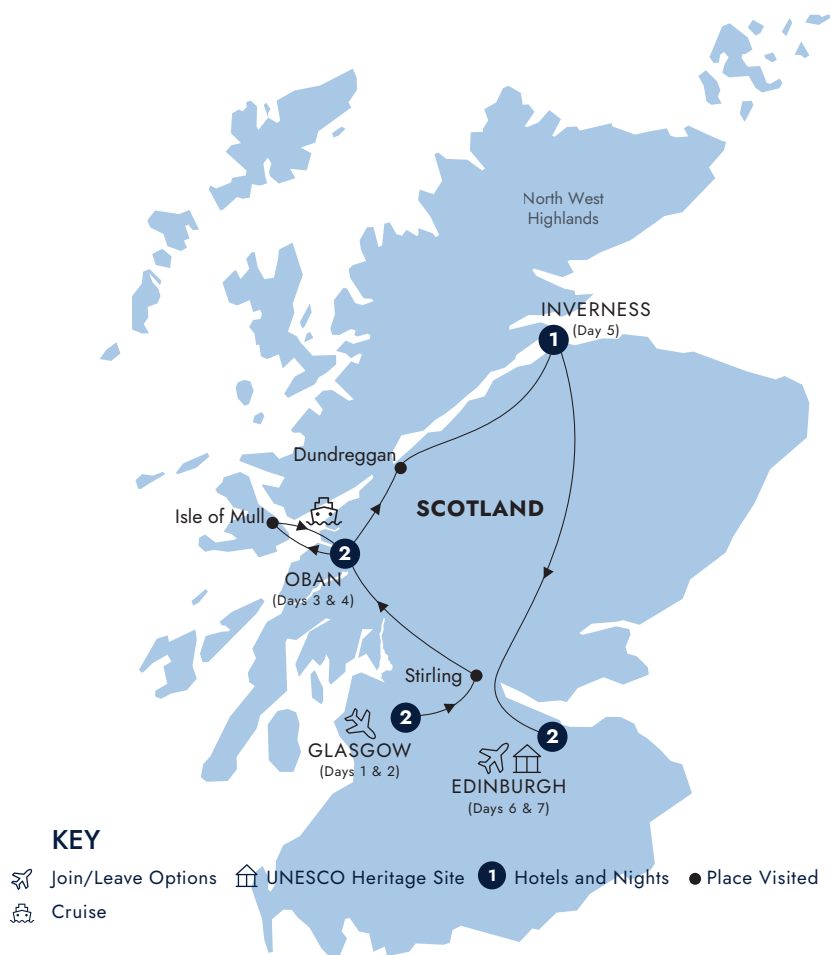 North West
Highlands
INVERNESS
(Day 5)
1
Dundreggan
SCOTLAND
Isle of Mull
2
OBAN
(Days 3 & 4)
Stirling
2
GLASGOW
(Days 1 & 2)
2
EDINBURGH
(Days 6 & 7)
KEY
Join/Leave Options
UNESCO Heritage Site
1
Hotels and Nights
Place Visited
Cruise